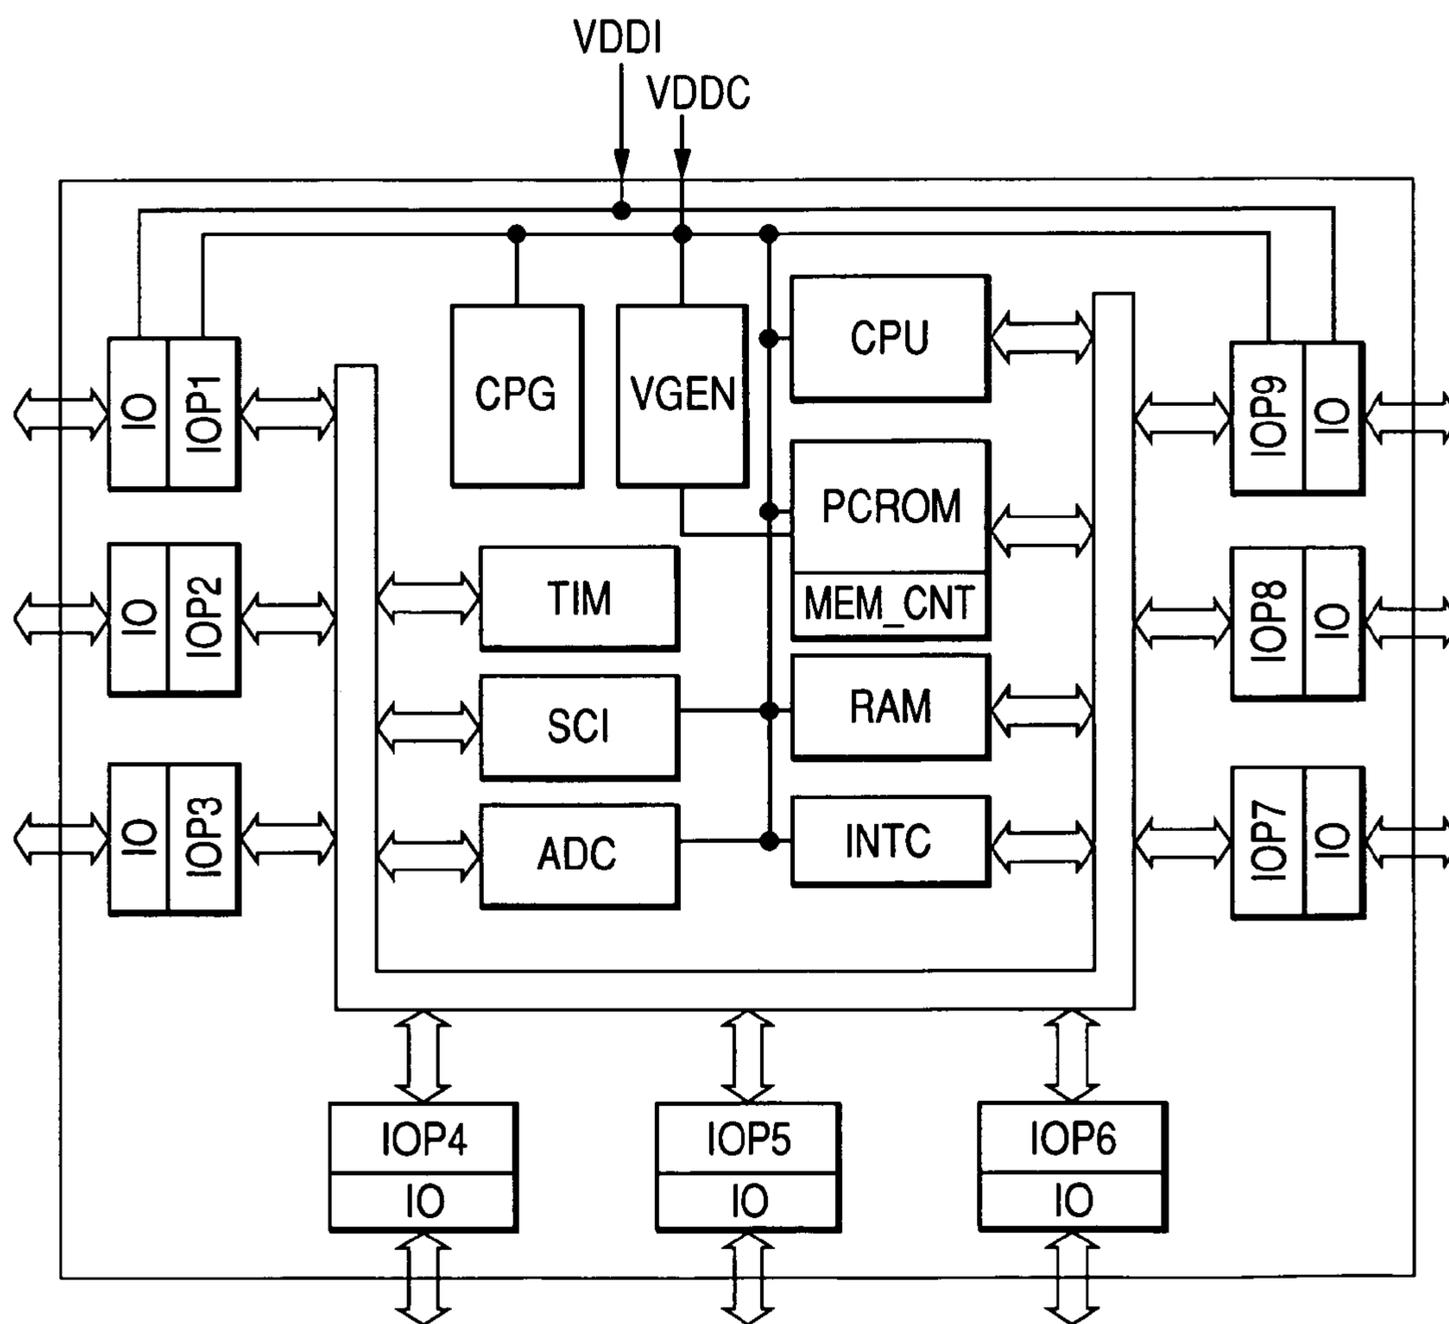 VDDI
VDDC
CPG
VGEN
CPU
PCROM
MEM_CNT
TIM
SCI
RAM
ADC
INTC
IO
IOP1
IO
IOP2
IO
IOP3
IOP9
IO
IOP8
IO
IOP7
IO
IOP4
IO
IOP5
IO
IOP6
IO